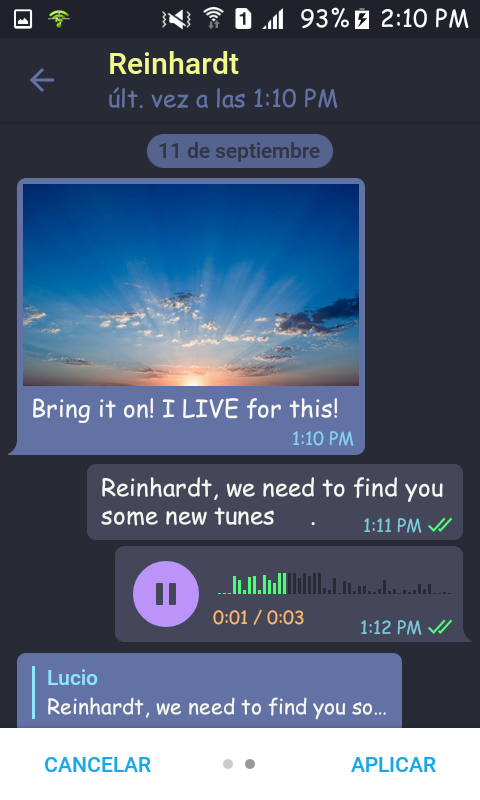 1 93% 2:10 PM
Reinhardt
últ. vez a las 1:10 PM
11 de septiembre
Bring it on! I LIVE for this!
1:10 PM
Reinhardt, we need to find you
some new tunes .
1:11 PM
0:01 / 0:03
1:12 PM
Lucio
Reinhardt, we need to find you so...
CANCELAR
APLICAR